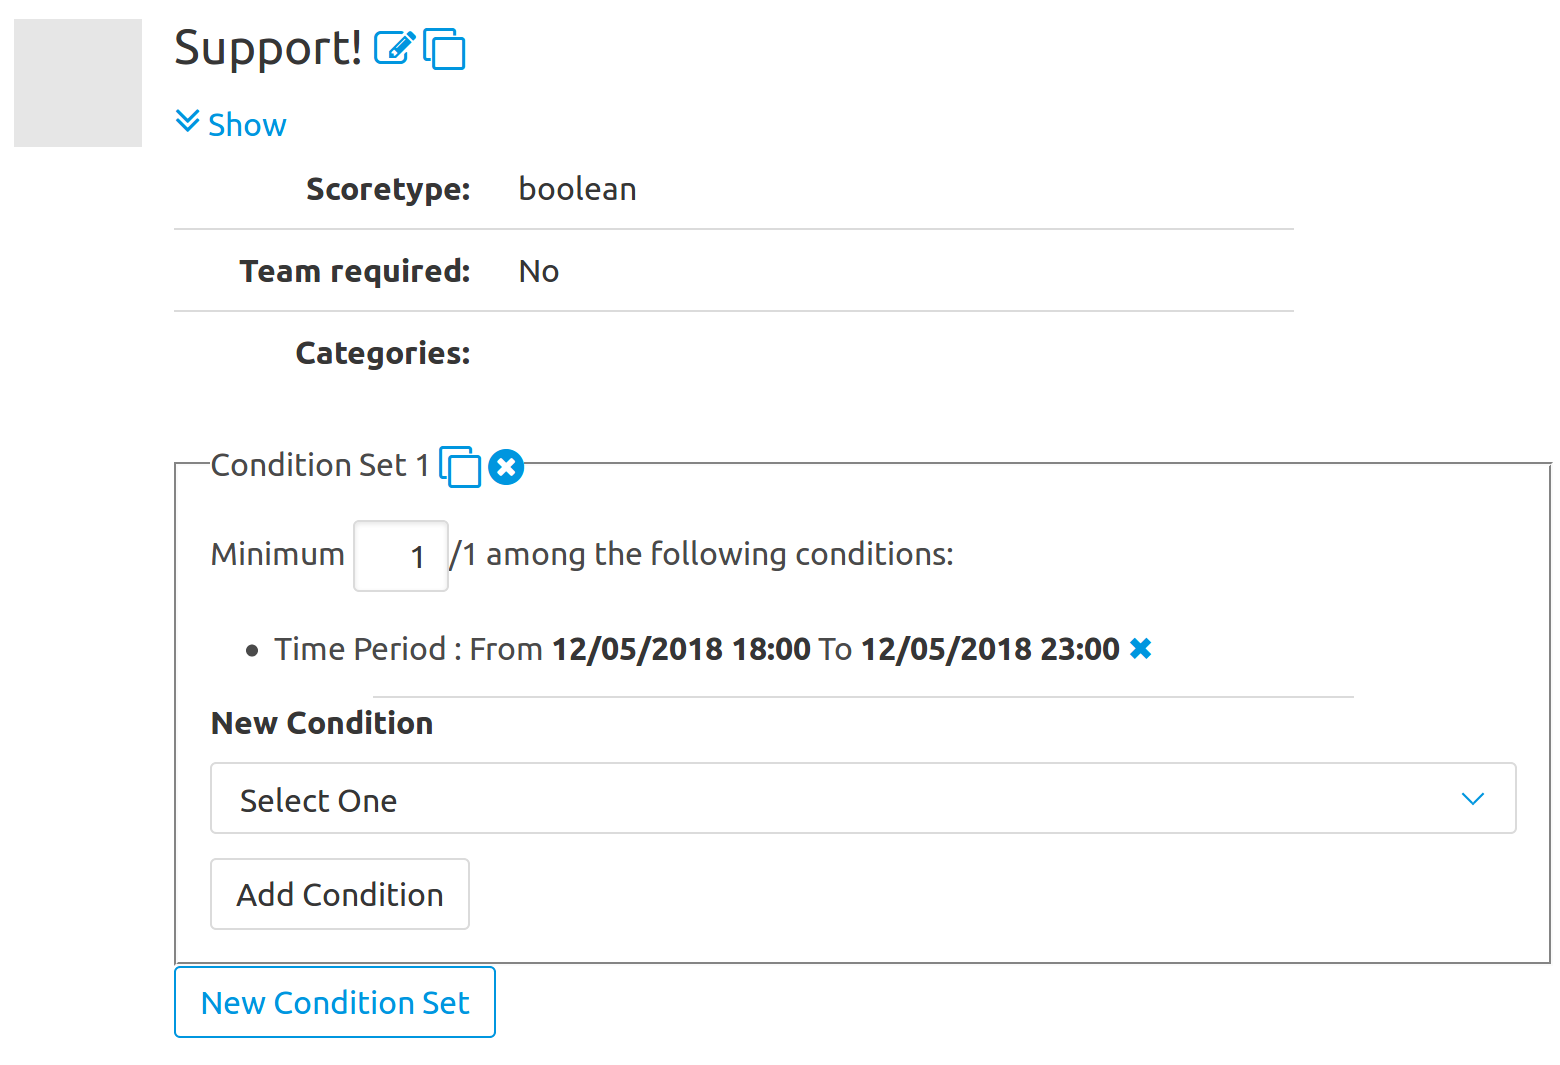 Support!
Show
Scoretype: boolean
Team required: No
Categories:
Condition Set 1
Minimum 1 /1 among the following conditions:
Time Period : From 12/05/2018 18:00 To 12/05/2018 23:00
New Condition
Select One
Add Condition
New Condition Set